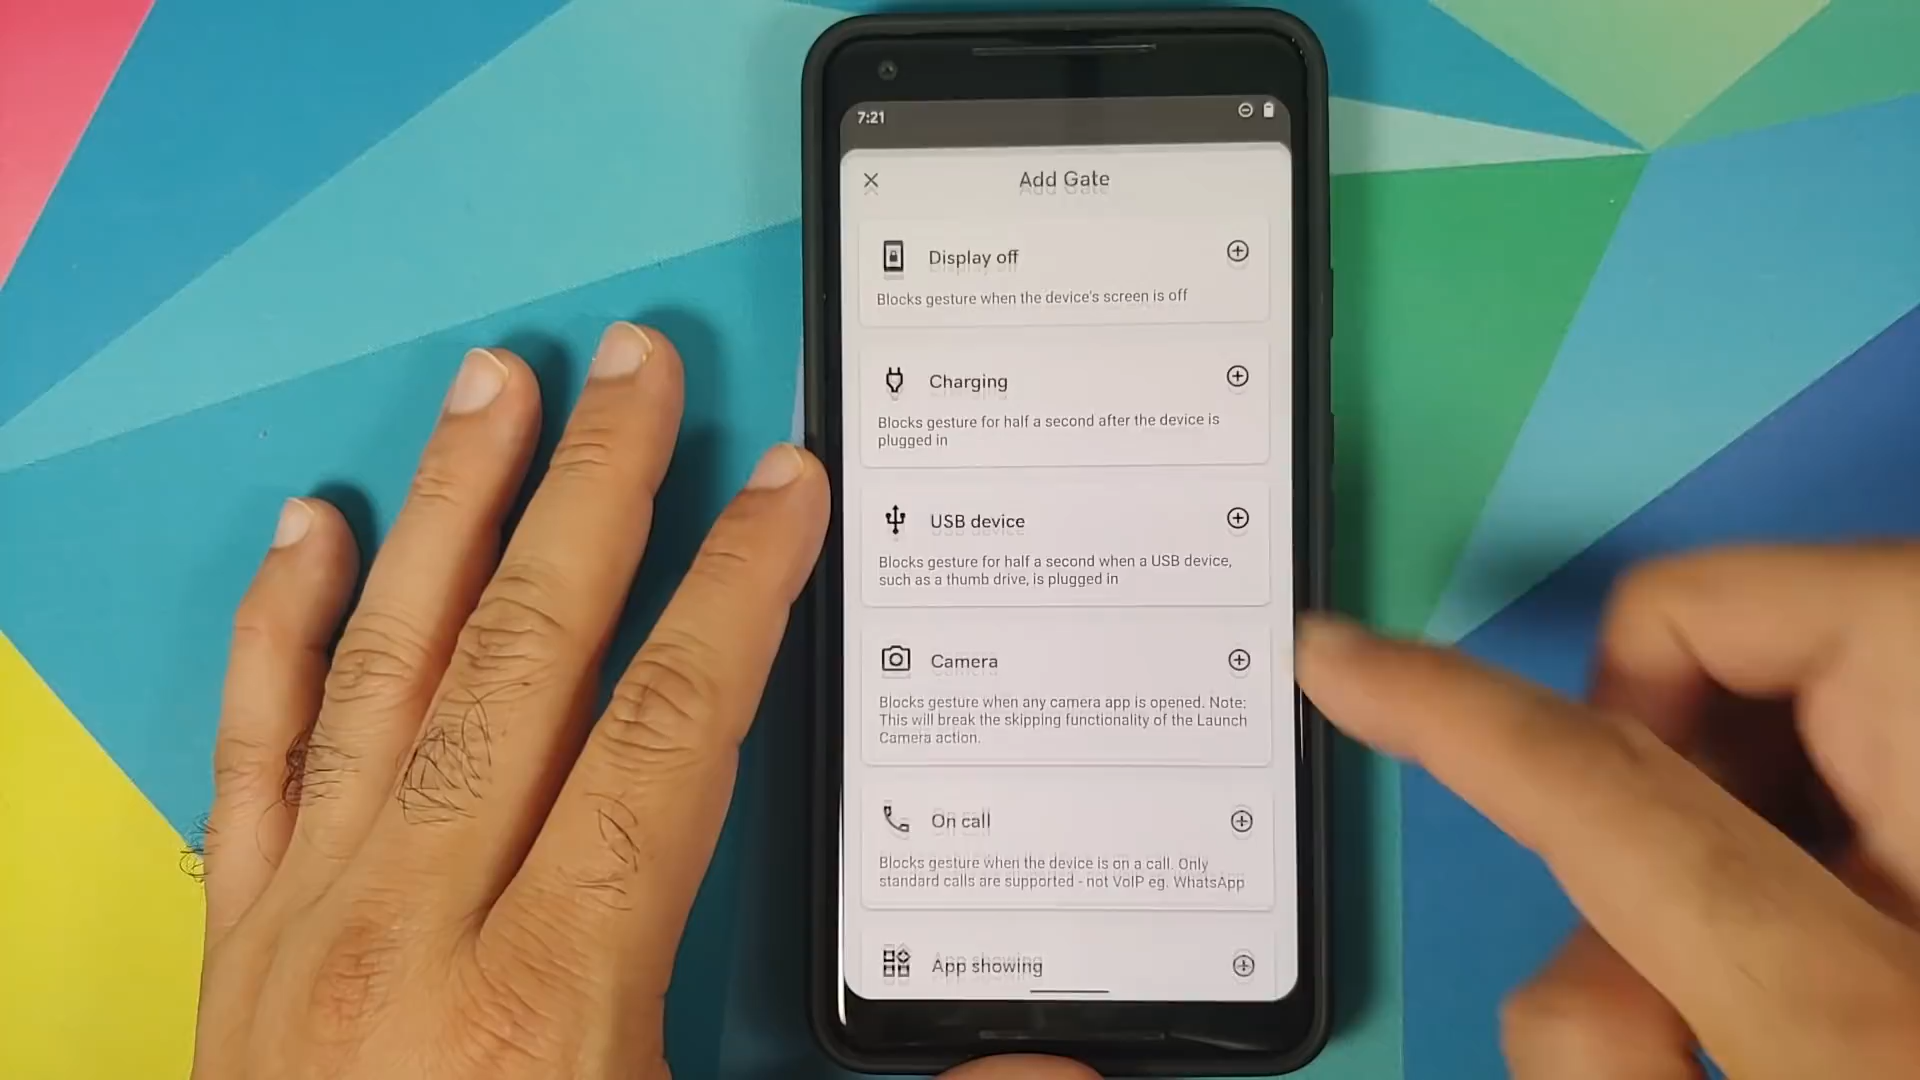 7:21
Add Gate
Display off
Blocks gesture when the device's screen is off
Charging
Blocks gesture for half a second after the device is
plugged in
USB device
Blocks gesture for half a second when a USB device,
such as a thumb drive, is plugged in
Camera
Blocks gesture when any camera app is opened. Note:
This will break the skipping functionality of the Launch
Camera action.
On call
Blocks gesture when the device is on a call. Only
standard calls are supported - not VoIP eg. WhatsApp
App showing